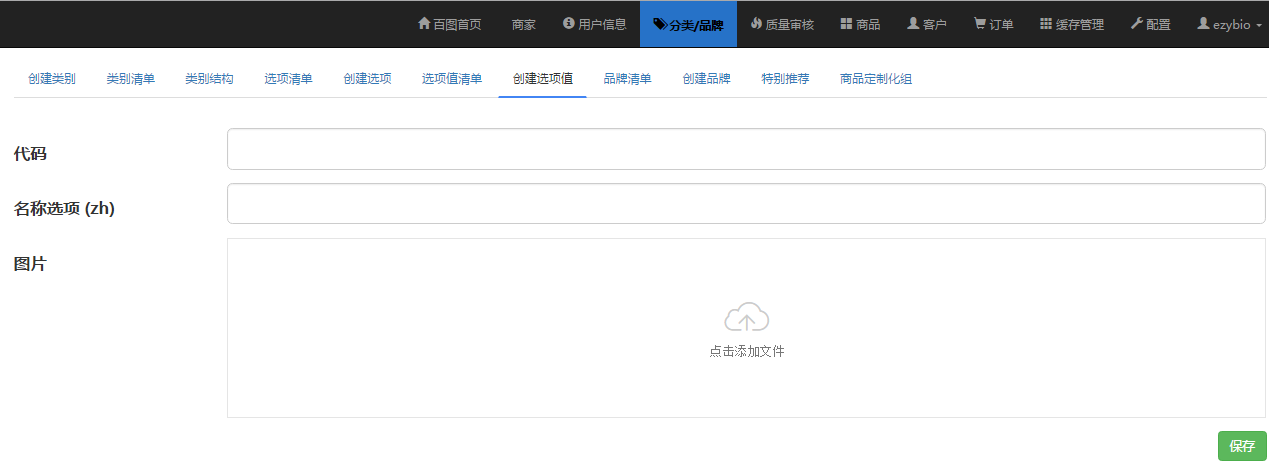 百图首页 商家 用户信息 分类/品牌 质量审核 商品 客户 订单 缓存管理 配置 ezybio
创建类别 类别清单 类别结构 选项清单 创建选项 选项值清单 创建选项值 品牌清单 创建品牌 特别推荐 商品定制化组
代码
名称选项 (zh)
图片
点击添加文件
保存